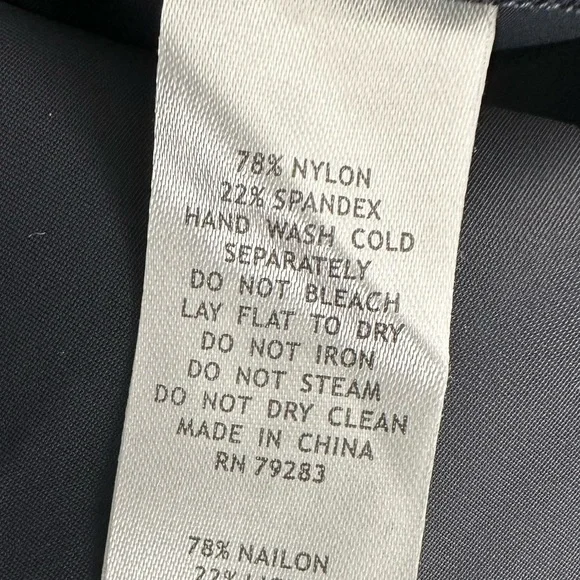 78% NYLON
22% SPANDEX
HAND WASH COLD
SEPARATELY
DO NOT BLEACH
LAY FLAT TO DRY
DO NOT IRON
DO NOT STEAM
DO NOT DRY CLEAN
MADE IN CHINA
RN 79283
78% NAILON
22%